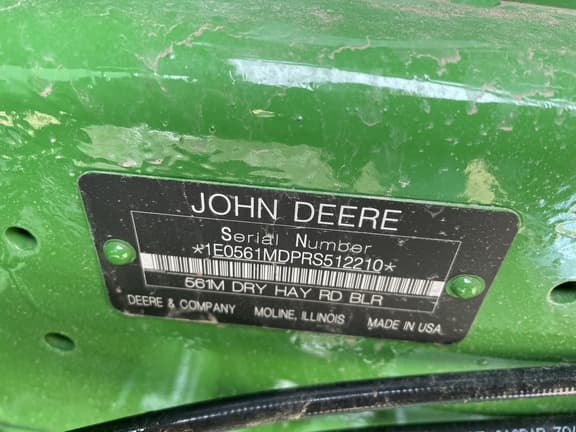 JOHN DEERE
Serial Number
*1E0561MDPRS512210*
561M DRY HAY RD BLR
DEERE & COMPANY MOLINE, ILLINOIS MADE IN USA